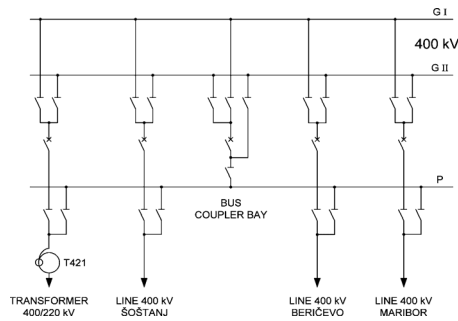 G I
400 kV
G II
P
BUS
COUPLER BAY
T421
TRANSFORMER
400/220 kV
LINE 400 kV
ŠOŠTANJ
LINE 400 kV
BERIČEVO
LINE 400 kV
MARIBOR